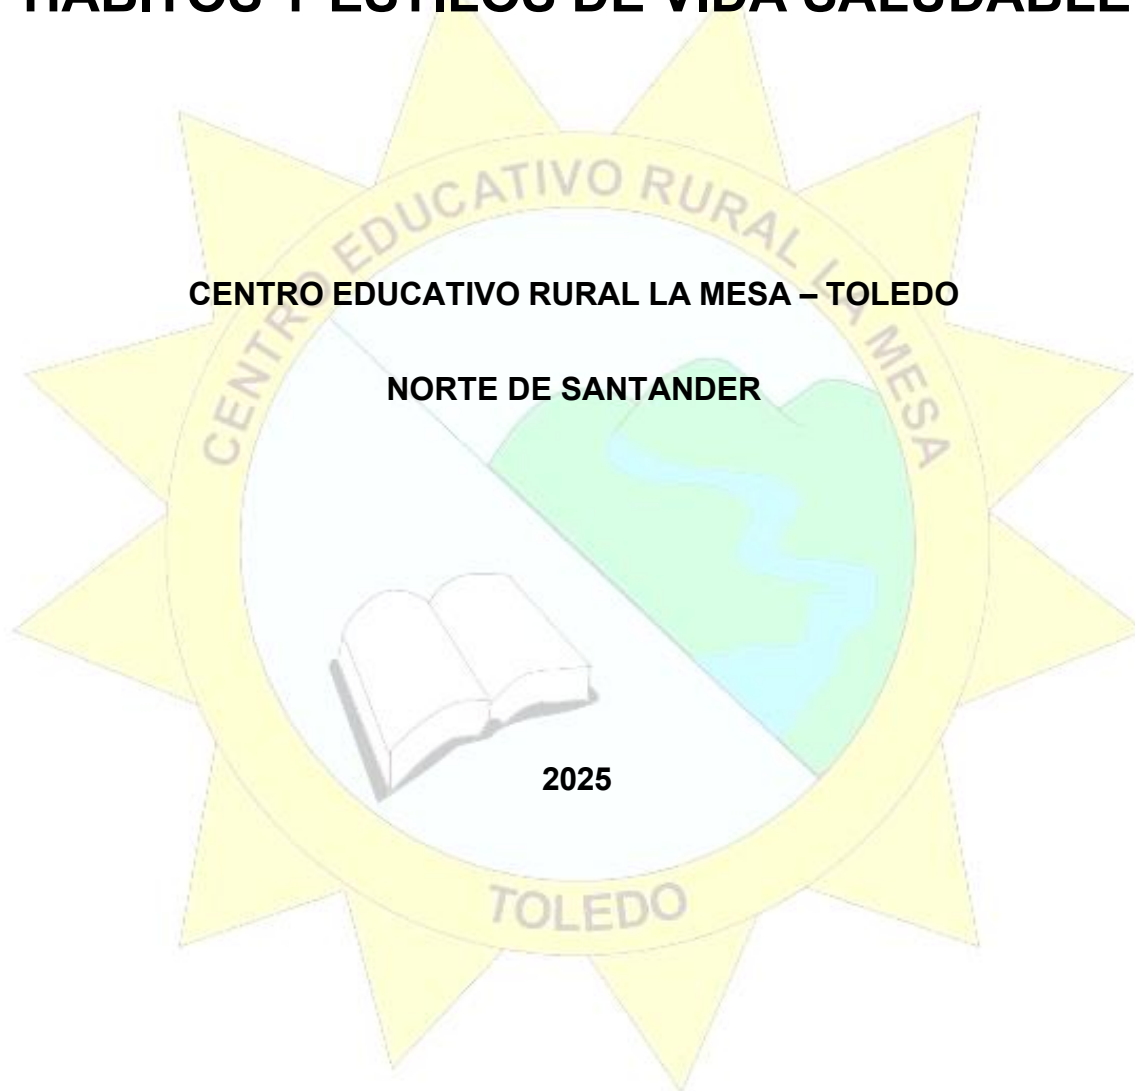 HÁBITOS Y ESTILOS DE VIDA SALUDABLE
CENTRO EDUCATIVO RURAL LA MESA
CENTRO EDUCATIVO RURAL LA MESA – TOLEDO
NORTE DE SANTANDER
2025
TOLEDO